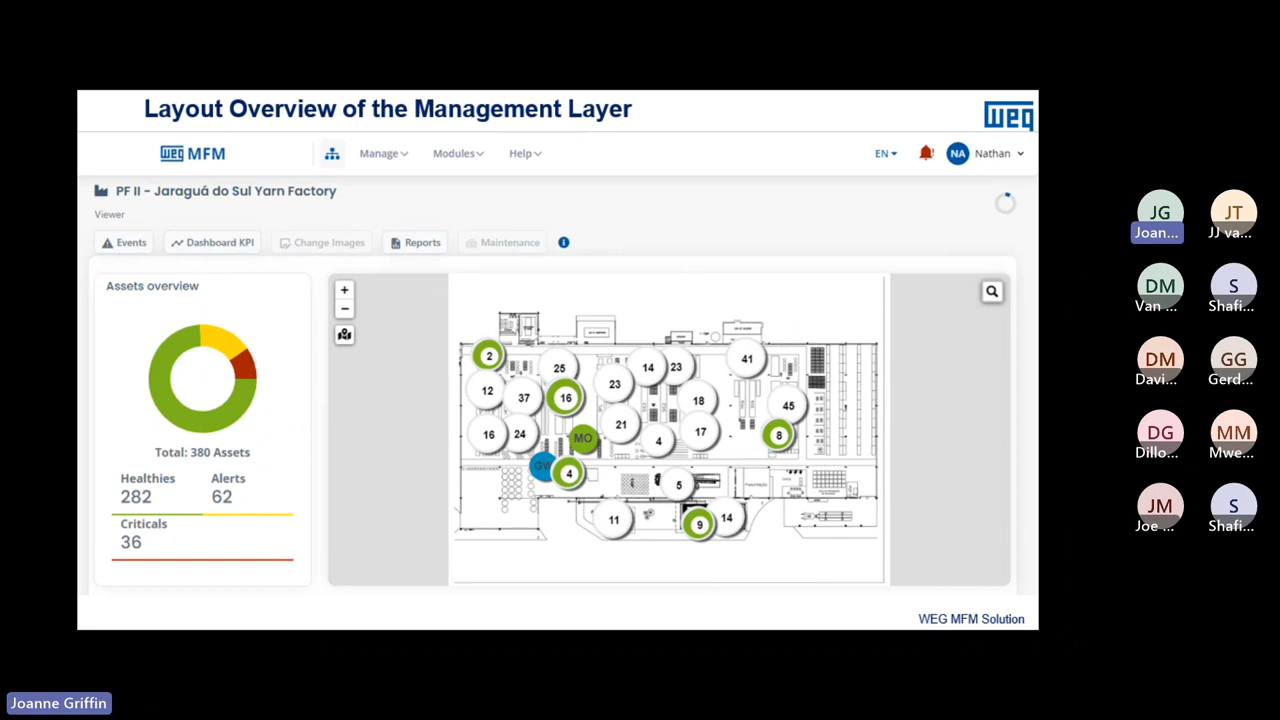 Layout Overview of the Management Layer
weg
weg MFM
Manage
Modules
Help
EN
NA
Nathan
PF II - Jaraguá do Sul Yarn Factory
Viewer
Events
Dashboard KPI
Change Images
Reports
Maintenance
Assets overview
Total: 380 Assets
Healthies
Alerts
282
62
Criticals
36
+
−
2
25
14
23
41
12
37
16
23
18
45
16
24
MO
21
4
17
8
GW
4
5
11
9
14
WEG MFM Solution
JG
JT
Joan...
JJ va...
DM
S
Van ...
Shafi...
DM
GG
Davi...
Gerd...
DG
MM
Dillo...
Mwe...
JM
S
Joe ...
Shafi...
Joanne Griffin